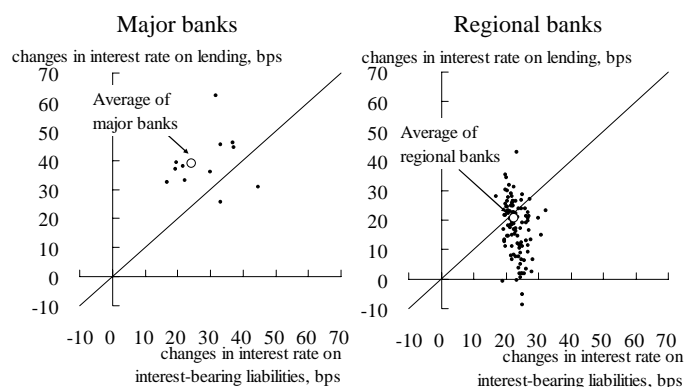 Major banks
changes in interest rate on lending, bps
70
60
50
40
30
20
10
0
-10
Average of
major banks
-10 0 10 20 30 40 50 60 70
changes in interest rate on
interest-bearing liabilities, bps
Regional banks
changes in interest rate on lending, bps
70
60
50
40
30
20
10
0
-10
Average of
regional banks
-10 0 10 20 30 40 50 60 70
changes in interest rate on
interest-bearing liabilities, bps